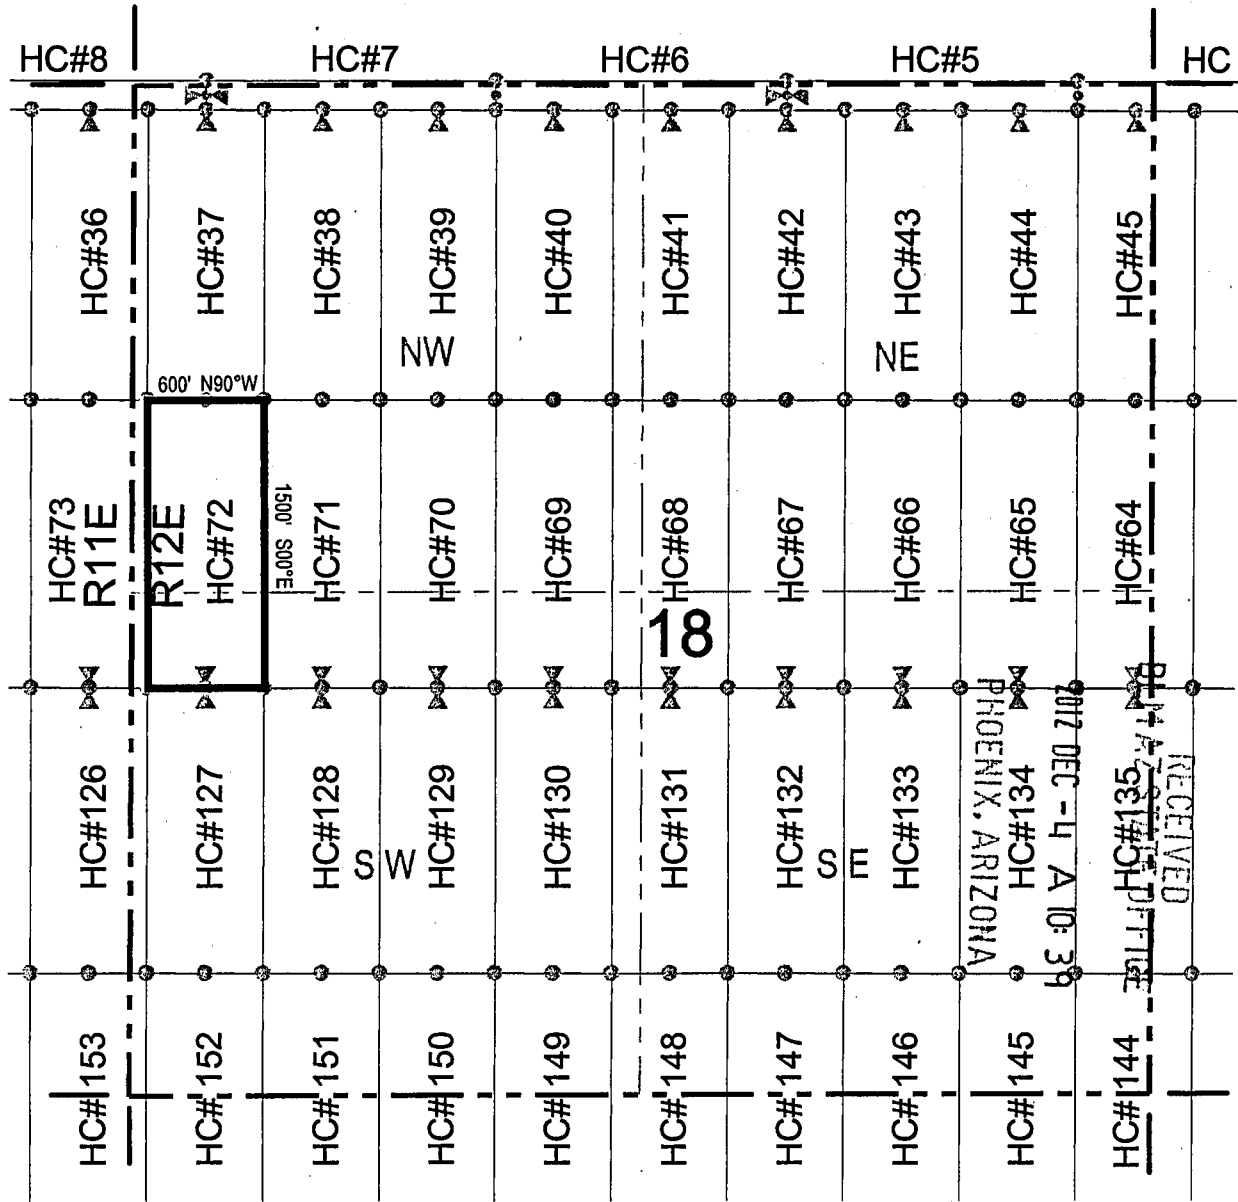 HC#8 HC#7 HC#6 HC#5 HC
HC#36 HC#37 HC#38 HC#39 HC#40 HC#41 HC#42 HC#43 HC#44 HC#45
NW NE
600' N90°W
HC#73 HC#72 HC#71 HC#70 HC#69 HC#68 HC#67 HC#66 HC#65 HC#64
R11E R12E
1500' S00°E
18
HC#126 HC#127 HC#128 HC#129 HC#130 HC#131 HC#132 HC#133 HC#134 HC#135
SW SE
RECEIVED
BLM AZ STATE OFFICE
2012 DEC -4 A 10:39
PHOENIX, ARIZONA
HC#153 HC#152 HC#151 HC#150 HC#149 HC#148 HC#147 HC#146 HC#145 HC#144